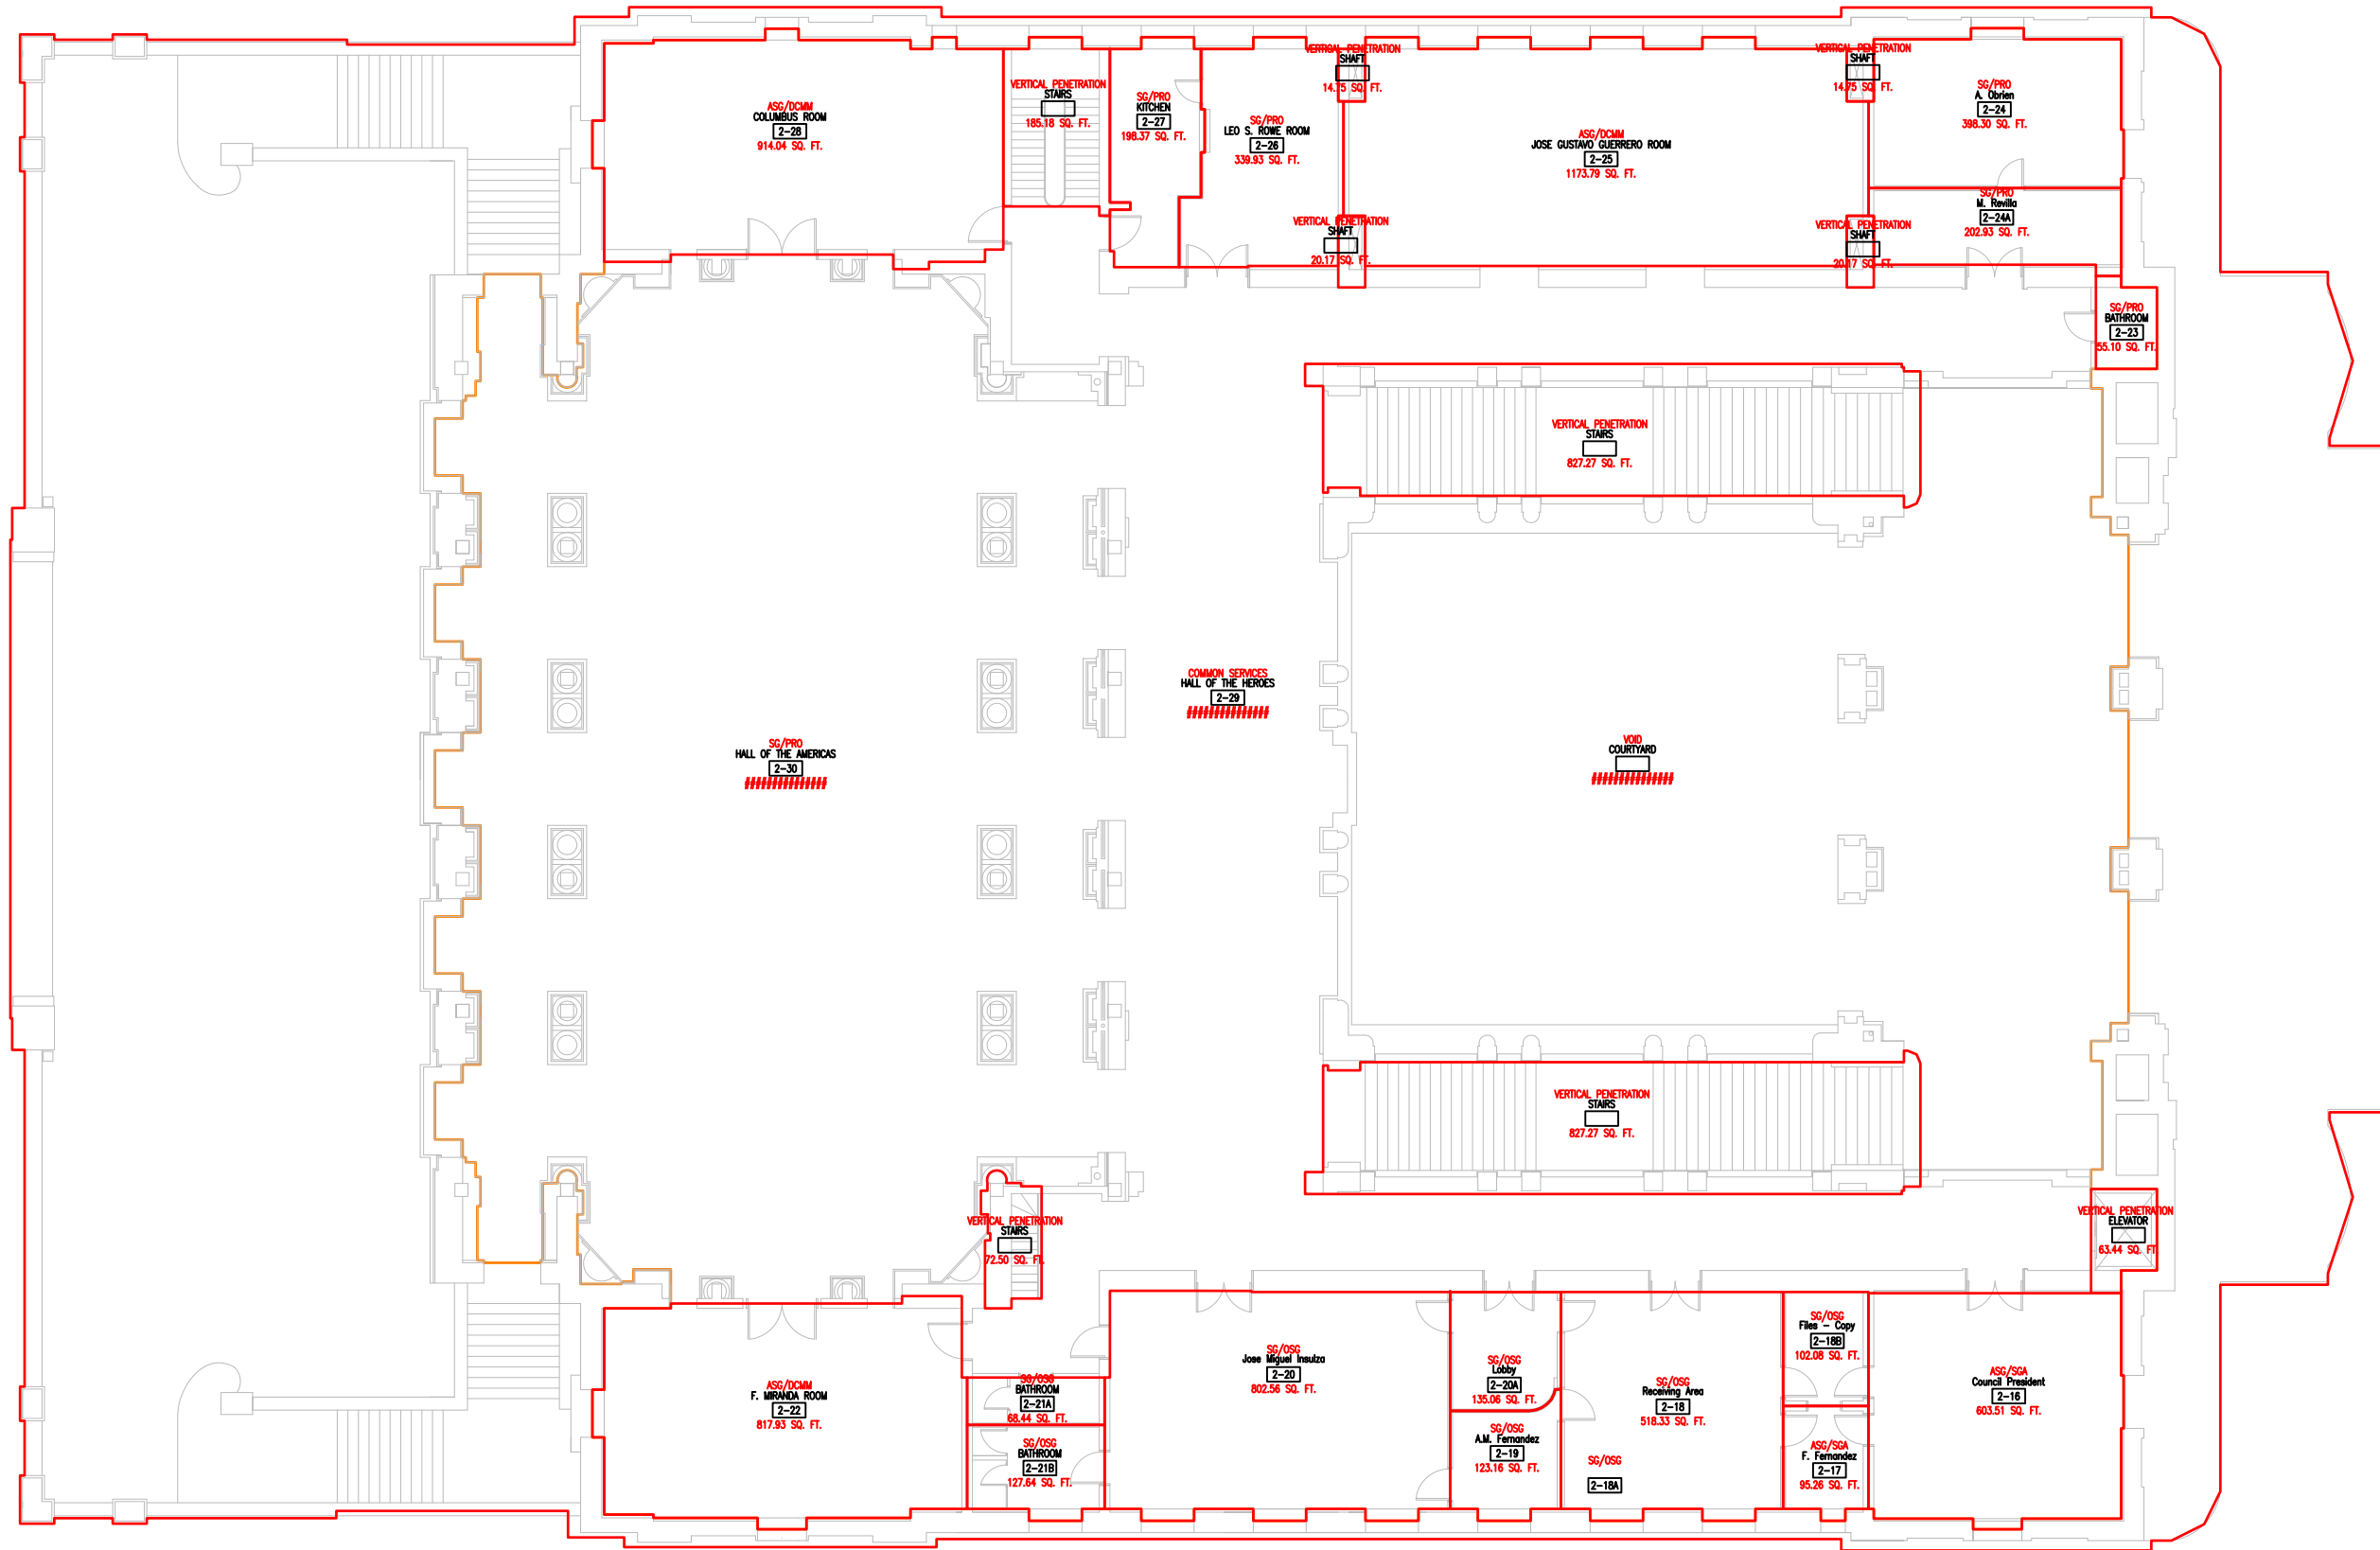 VERTICAL PENETRATION
SHAFT
14.75 SQ. FT.
VERTICAL PENETRATION
SHAFT
14.75 SQ. FT.
VERTICAL PENETRATION
STAIRS
185.18 SQ. FT.
SG/PRO
A. Obrien
2-24
398.30 SQ. FT.
SG/PRO
KITCHEN
2-27
198.37 SQ. FT.
ASG/DCMM
COLUMBUS ROOM
2-28
914.04 SQ. FT.
SG/PRO
LEO S. ROWE ROOM
2-26
339.93 SQ. FT.
ASG/DCMM
JOSE GUSTAVO GUERRERO ROOM
2-25
1173.79 SQ. FT.
SG/PRO
M. Revilla
2-24A
202.93 SQ. FT.
VERTICAL PENETRATION
SHAFT
20.17 SQ. FT.
VERTICAL PENETRATION
SHAFT
20.17 SQ. FT.
SG/PRO
BATHROOM
2-23
55.10 SQ. FT.
VERTICAL PENETRATION
STAIRS
827.27 SQ. FT.
COMMON SERVICES
HALL OF THE HEROES
2-29
###############
SG/PRO
HALL OF THE AMERICAS
2-30
###############
VOID
COURTYARD
###############
VERTICAL PENETRATION
STAIRS
827.27 SQ. FT.
VERTICAL PENETRATION
STAIRS
72.50 SQ. FT.
VERTICAL PENETRATION
ELEVATOR
63.44 SQ. FT.
SG/OSG
Files - Copy
2-18B
102.08 SQ. FT.
SG/OSG
Jose Miguel Insulza
2-20
802.56 SQ. FT.
SG/OSG
Lobby
2-20A
135.06 SQ. FT.
ASG/SGA
Council President
2-16
603.51 SQ. FT.
SG/OSG
BATHROOM
2-21A
68.44 SQ. FT.
ASG/DCMM
F. MIRANDA ROOM
2-22
817.93 SQ. FT.
SG/OSG
Receiving Area
2-18
518.33 SQ. FT.
SG/OSG
A.M. Fernandez
2-19
123.16 SQ. FT.
SG/OSG
BATHROOM
2-21B
127.64 SQ. FT.
ASG/SGA
F. Fernandez
2-17
95.26 SQ. FT.
SG/OSG
2-18A